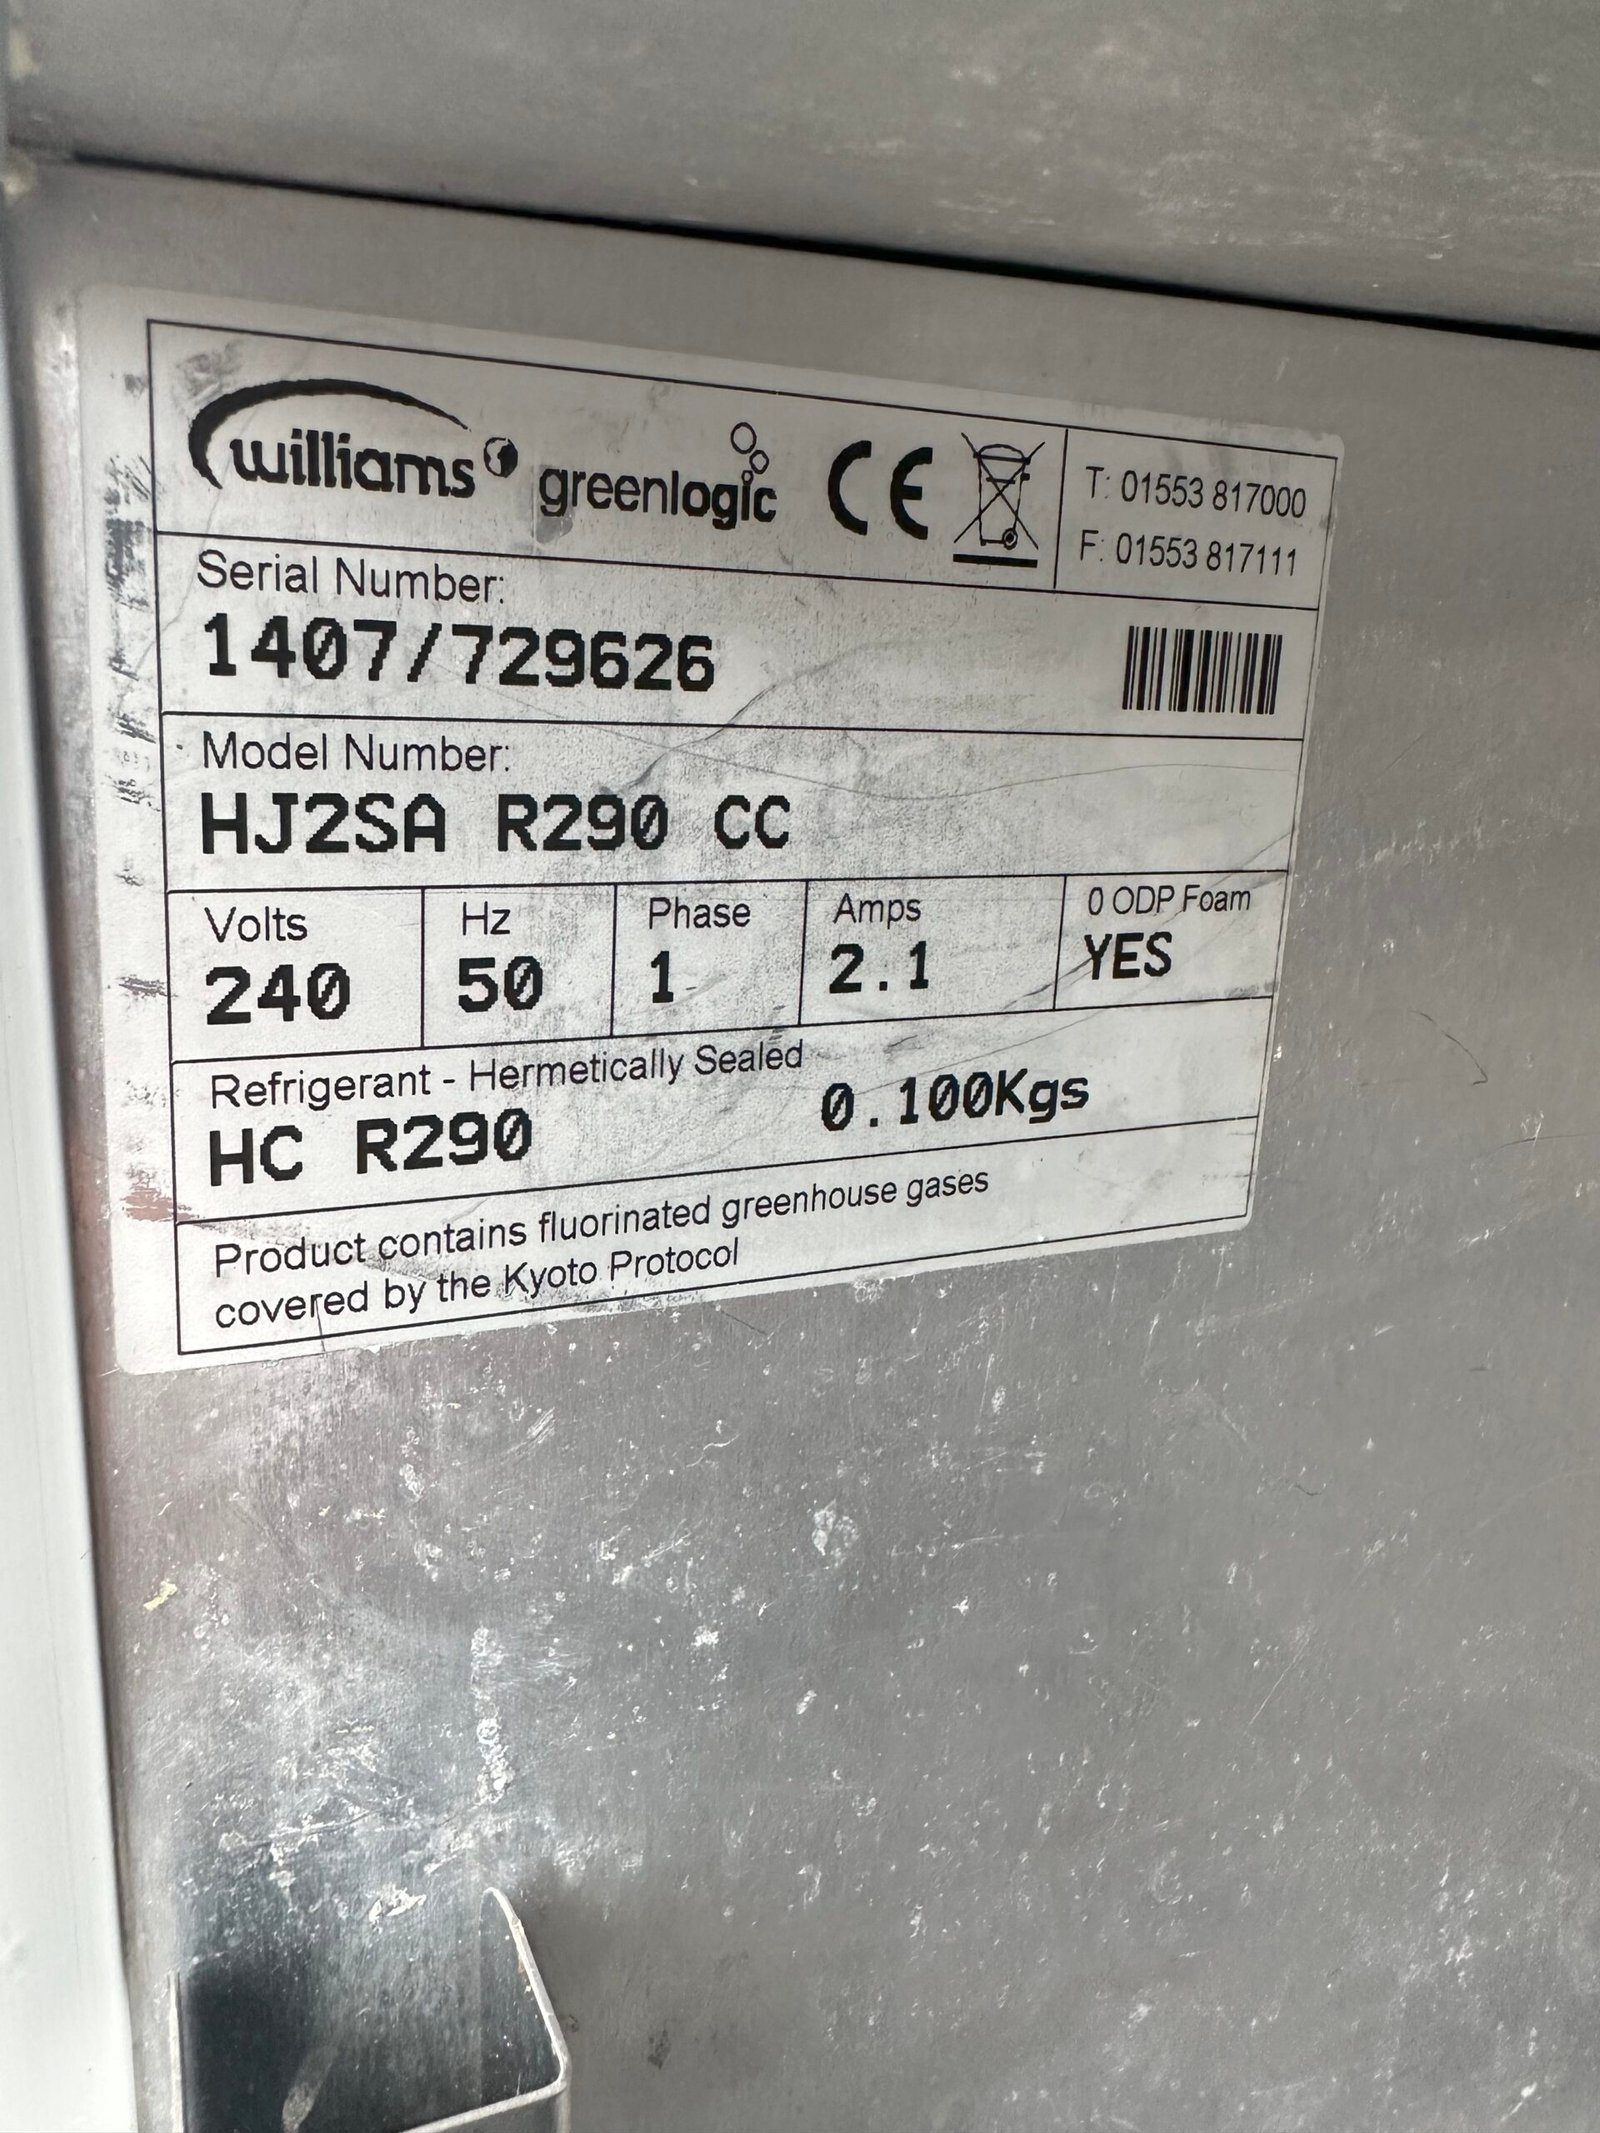 williams greenlogic CE
T: 01553 817000
F: 01553 817111
Serial Number:
1407/729626
Model Number:
HJ2SA R290 CC
Volts Hz Phase Amps 0 ODP Foam
240 50 1 2.1 YES
Refrigerant - Hermetically Sealed
HC R290 0.100Kgs
Product contains fluorinated greenhouse gases
covered by the Kyoto Protocol